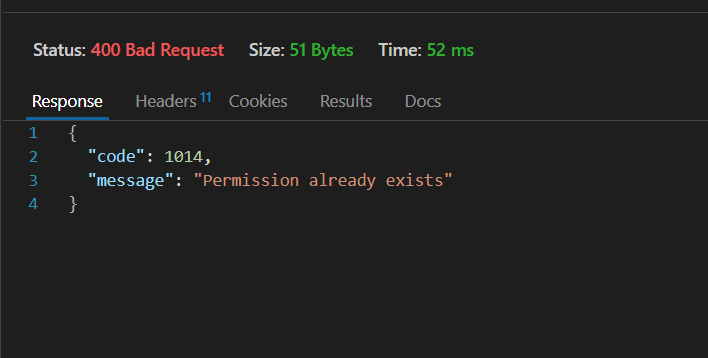 Status: 400 Bad Request Size: 51 Bytes Time: 52 ms
Response Headers 11 Cookies Results Docs
1 {
2 "code": 1014,
3 "message": "Permission already exists"
4 }